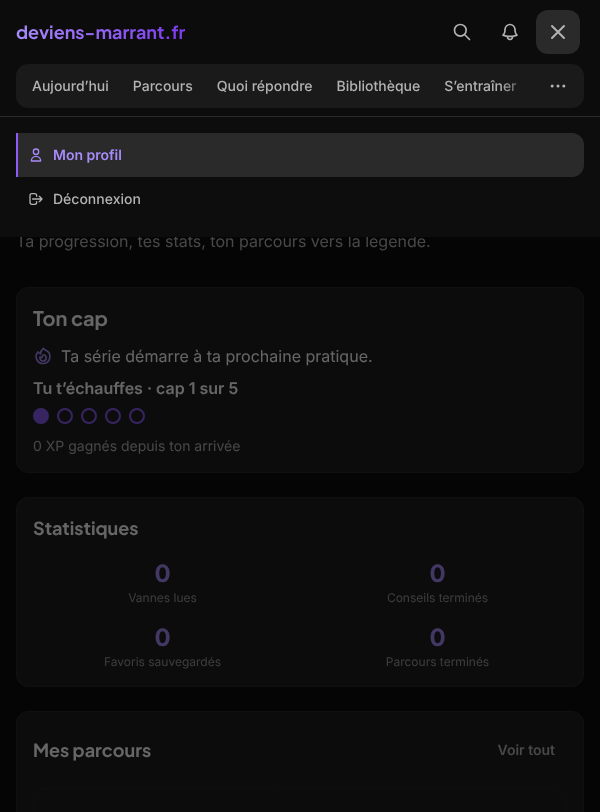 deviens-marrant.fr
Aujourd’hui Parcours Quoi répondre Bibliothèque S’entraîner ...
Mon profil
Déconnexion
Ta progression, tes stats, ton parcours vers la légende.
Ton cap
Ta série démarre à ta prochaine pratique.
Tu t’échauffes · cap 1 sur 5
0 XP gagnés depuis ton arrivée
Statistiques
0 0
Vannes lues Conseils terminés
0 0
Favoris sauvegardés Parcours terminés
Mes parcours Voir tout